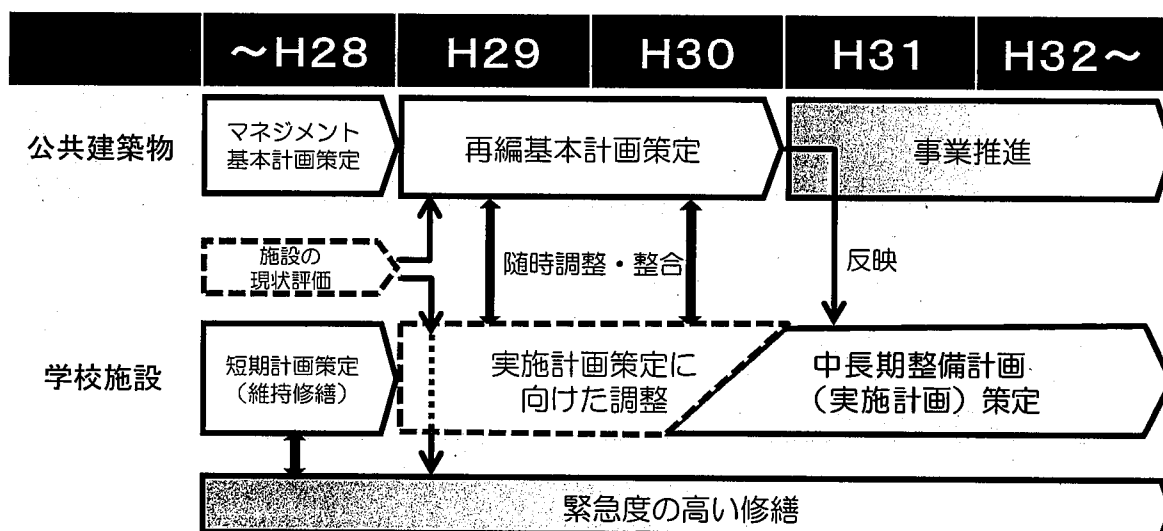 ～H28 H29 H30 H31 H32～
公共建築物
マネジメント
基本計画策定
再編基本計画策定
事業推進
施設の
現状評価
随時調整・整合
反映
学校施設
短期計画策定
（維持修繕）
実施計画策定に
向けた調整
中長期整備計画
（実施計画）策定
緊急度の高い修繕